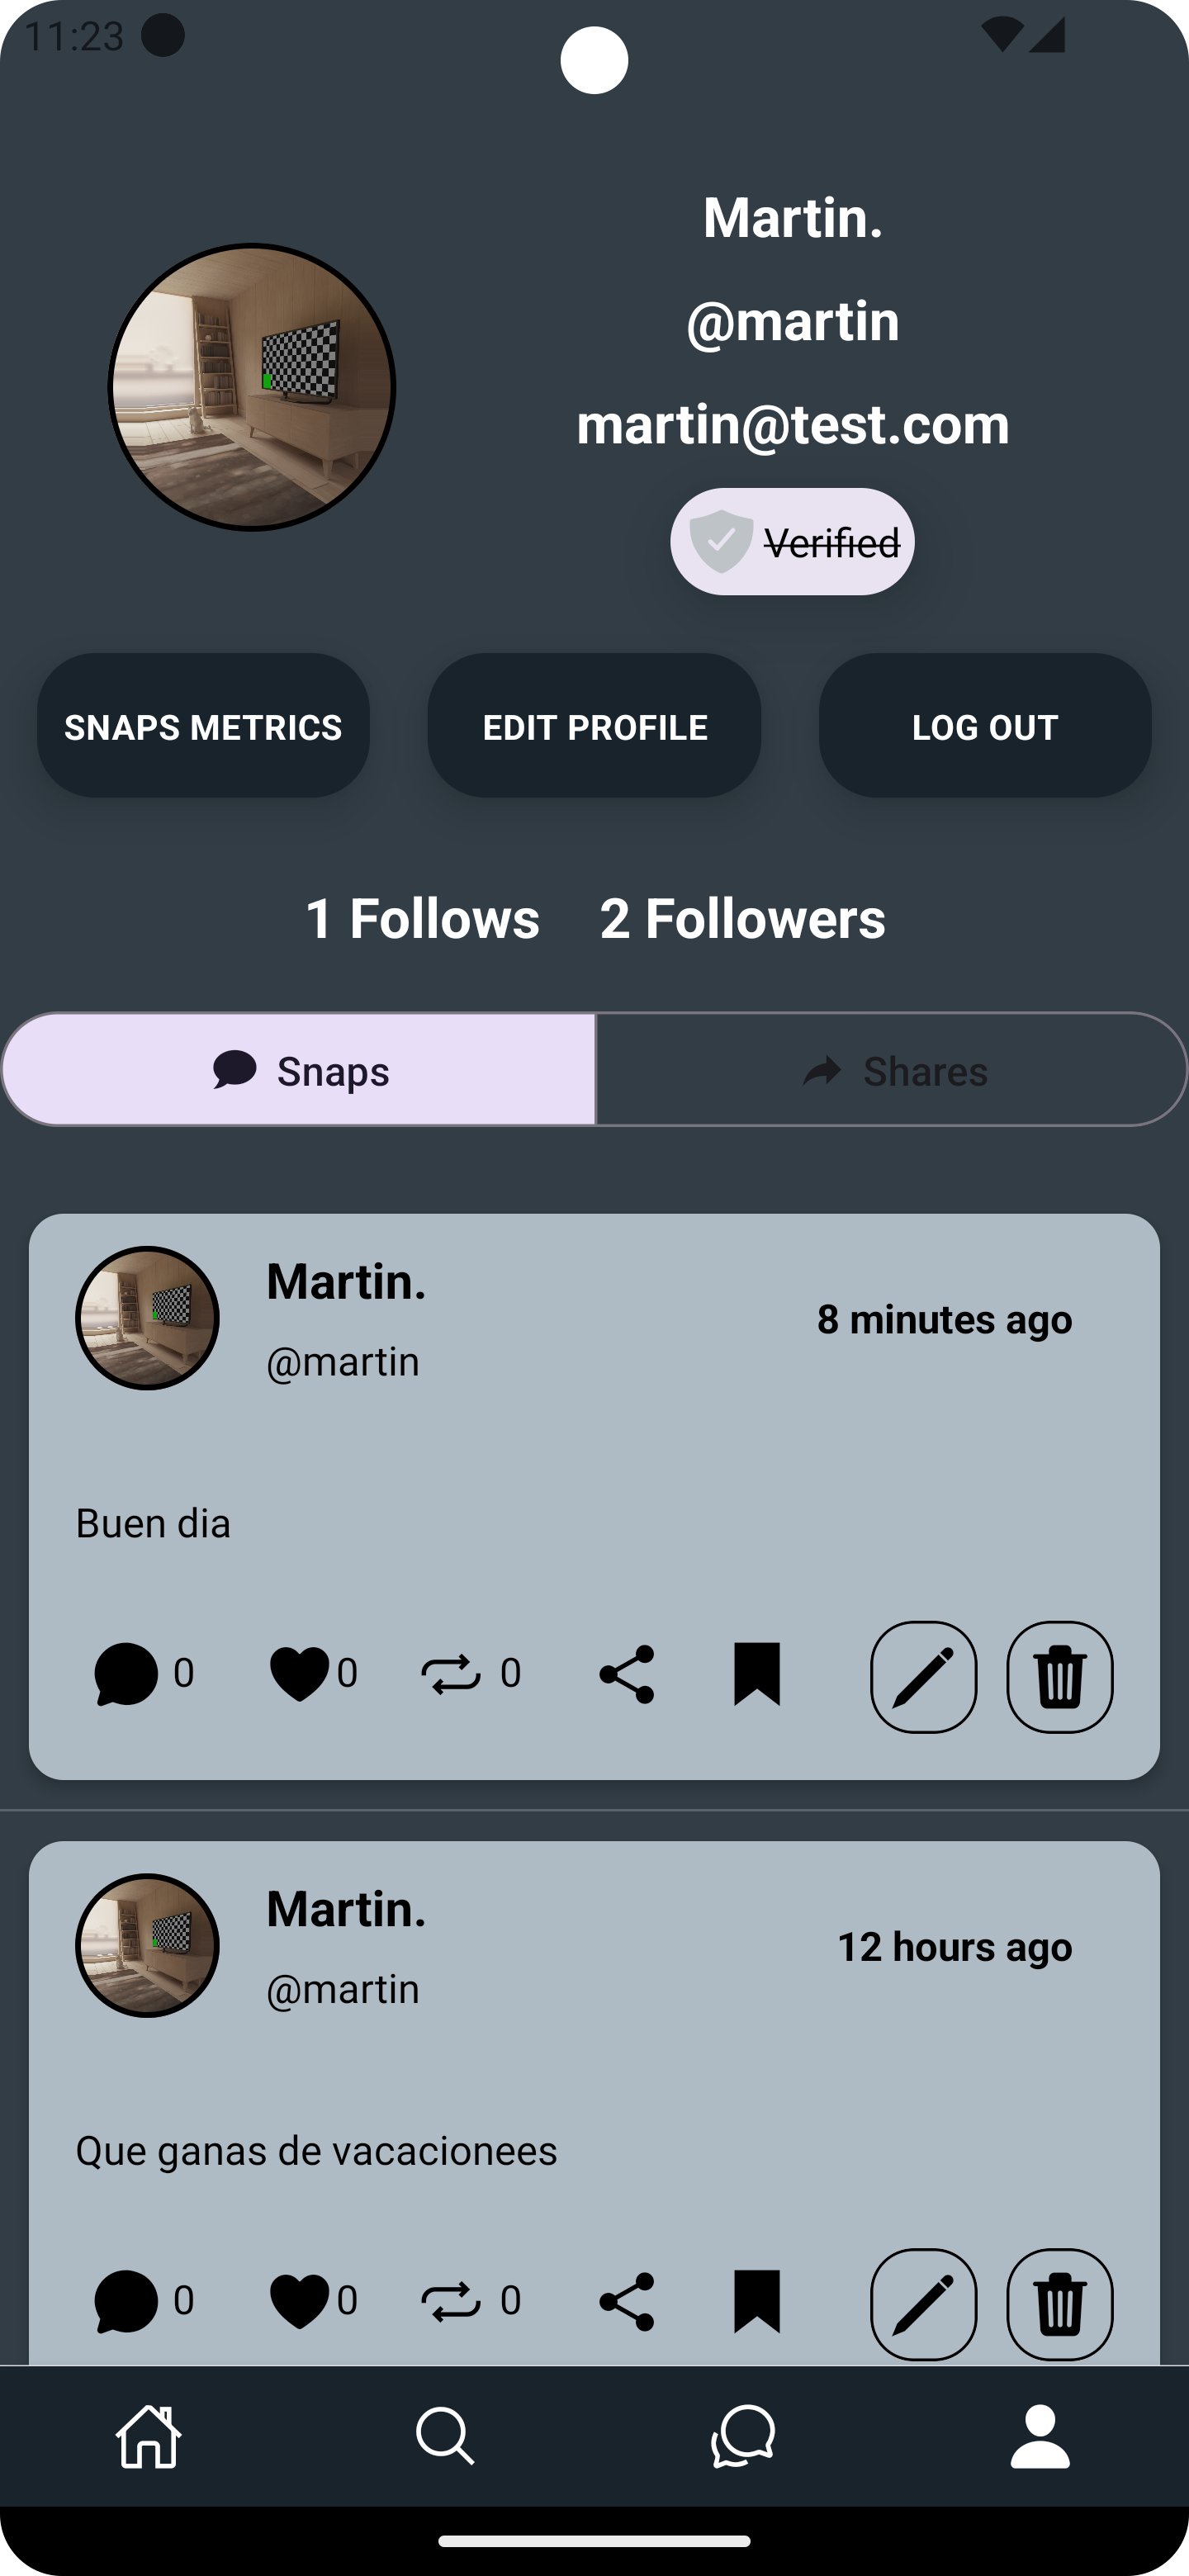 11:23
Martin.
@martin
martin@test.com
Verified
SNAPS METRICS EDIT PROFILE LOG OUT
1 Follows 2 Followers
Snaps Shares
Martin.
8 minutes ago
@martin
Buen dia
0 0 0
Martin.
12 hours ago
@martin
Que ganas de vacacionees
0 0 0